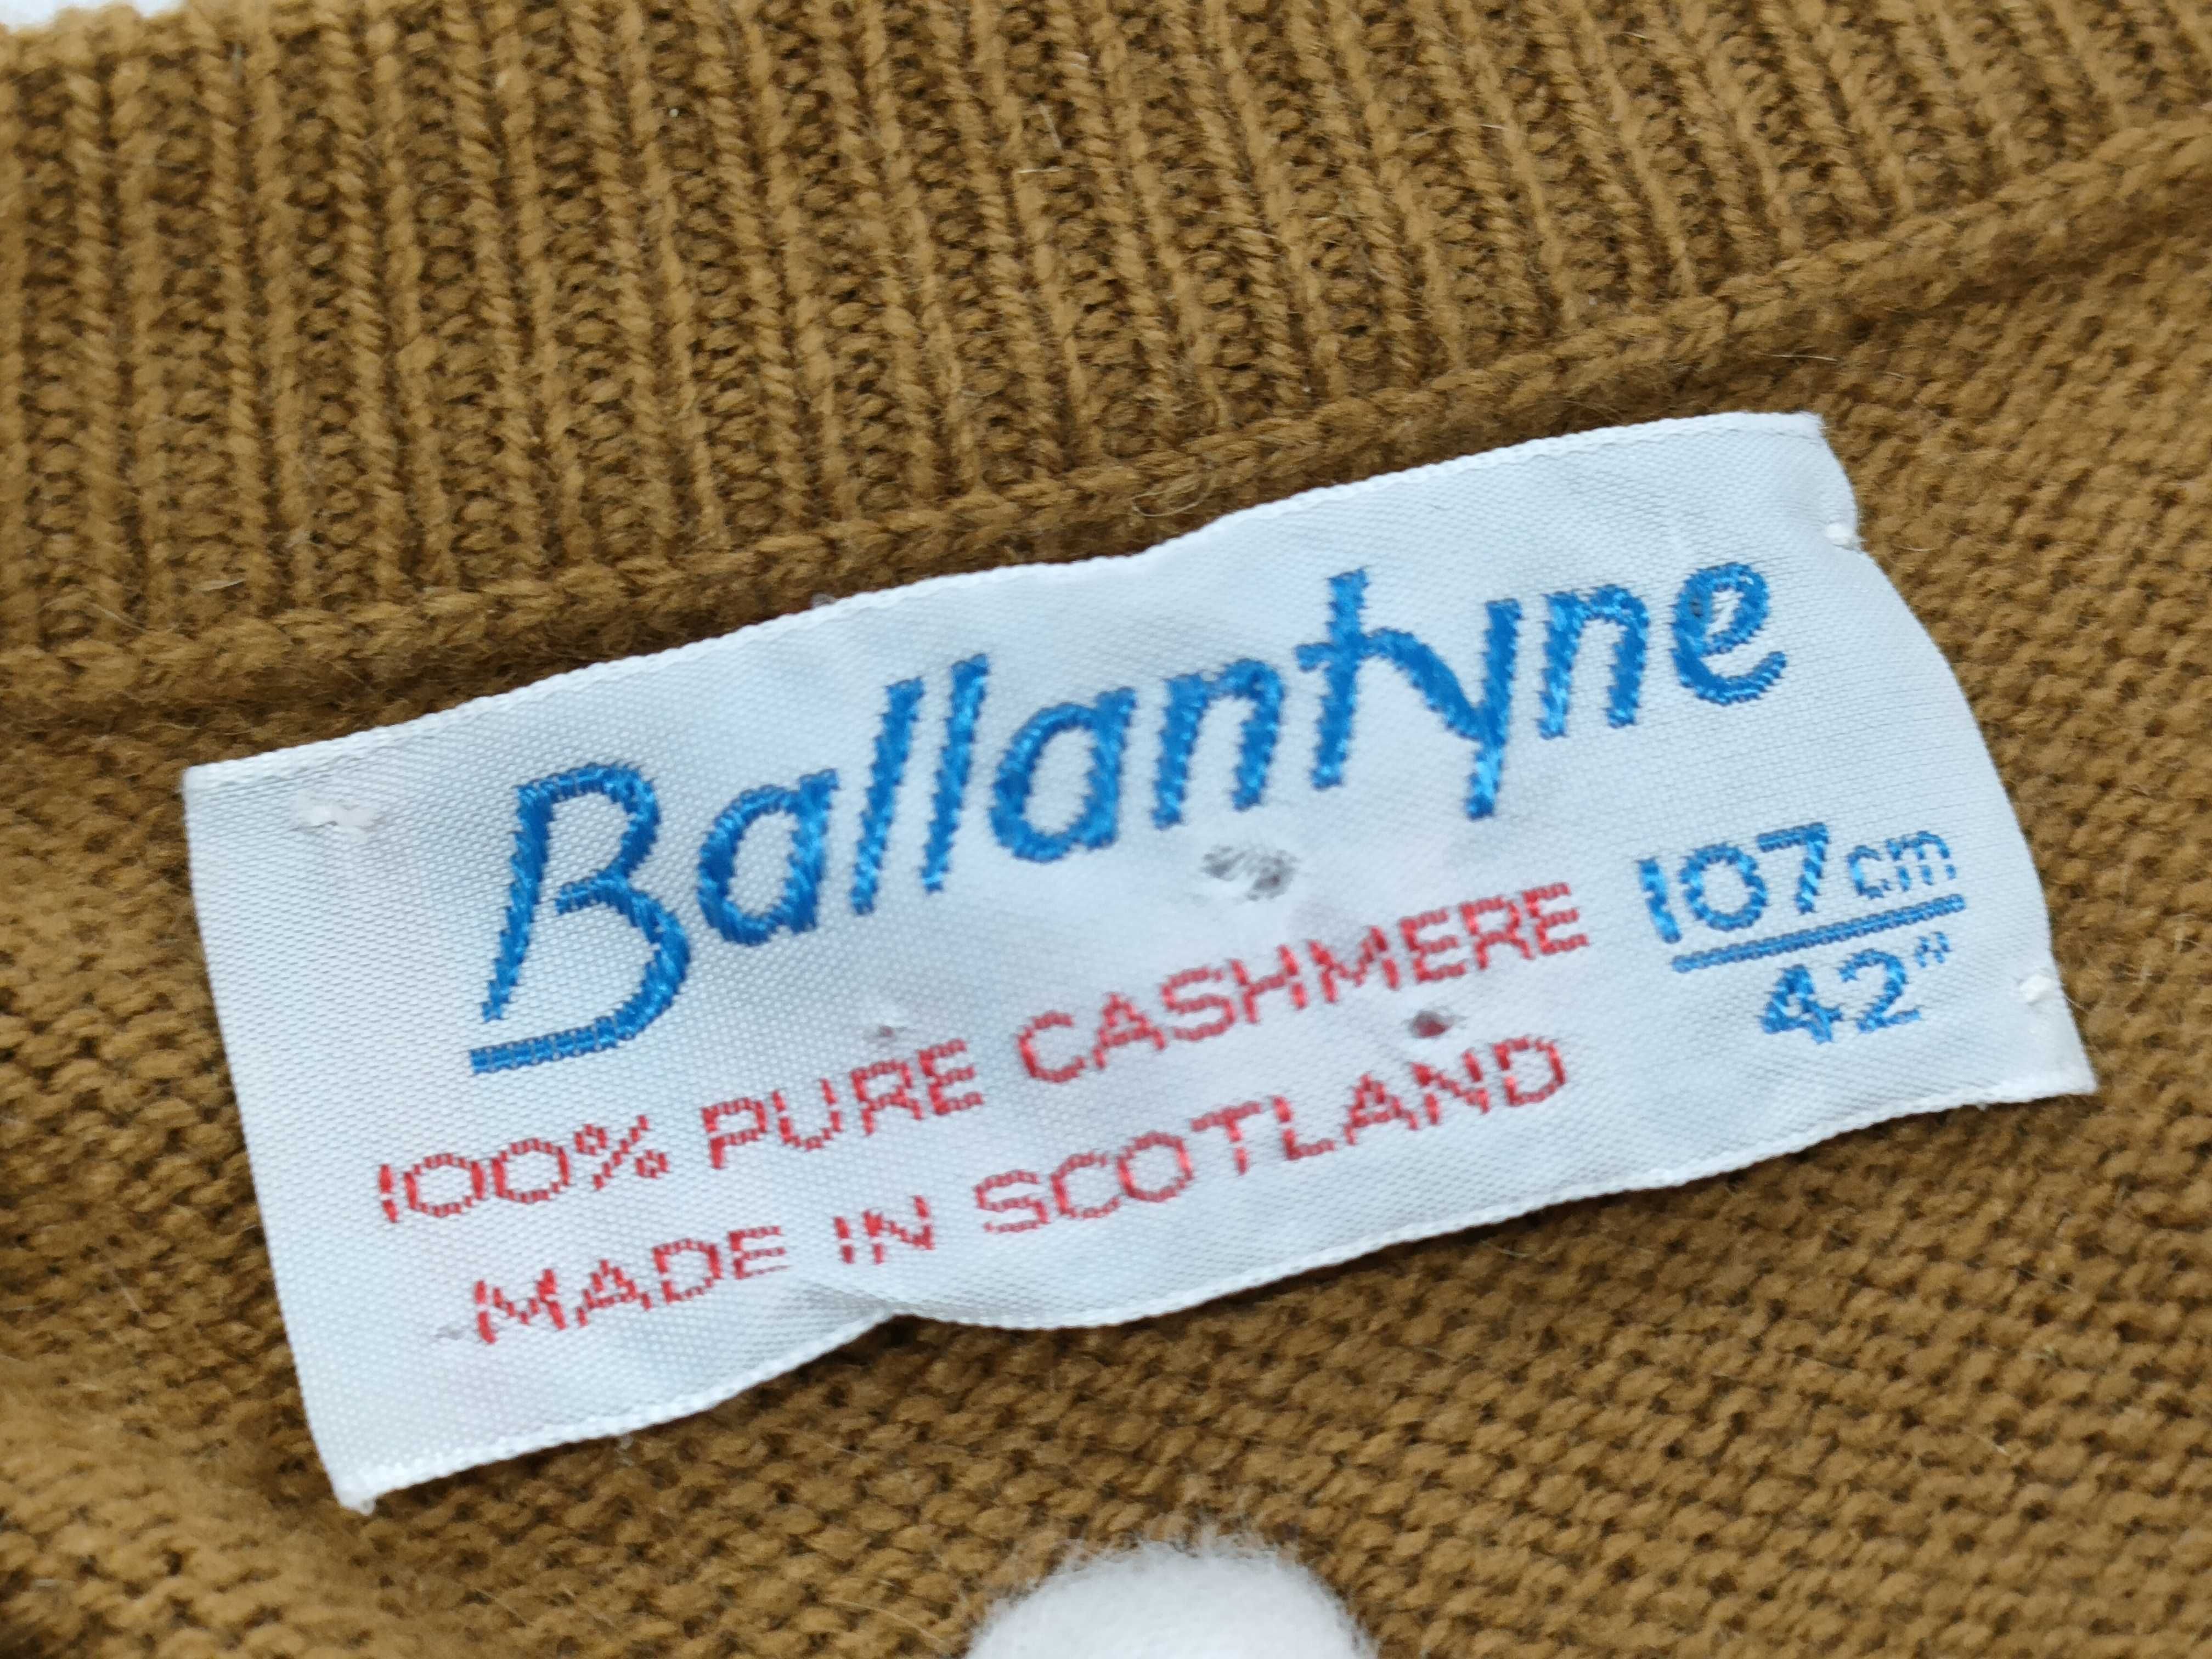 Ballantyne
100% PURE CASHMERE
MADE IN SCOTLAND
107cm
42"